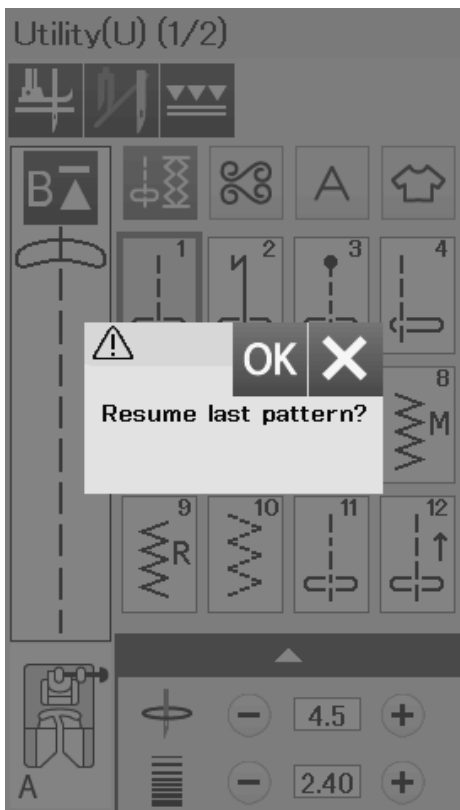 Utility(U) (1/2)
B
A
1
2
3
4
OK
Resume last pattern?
8
M
9
R
10
11
12
4.5
2.40
A